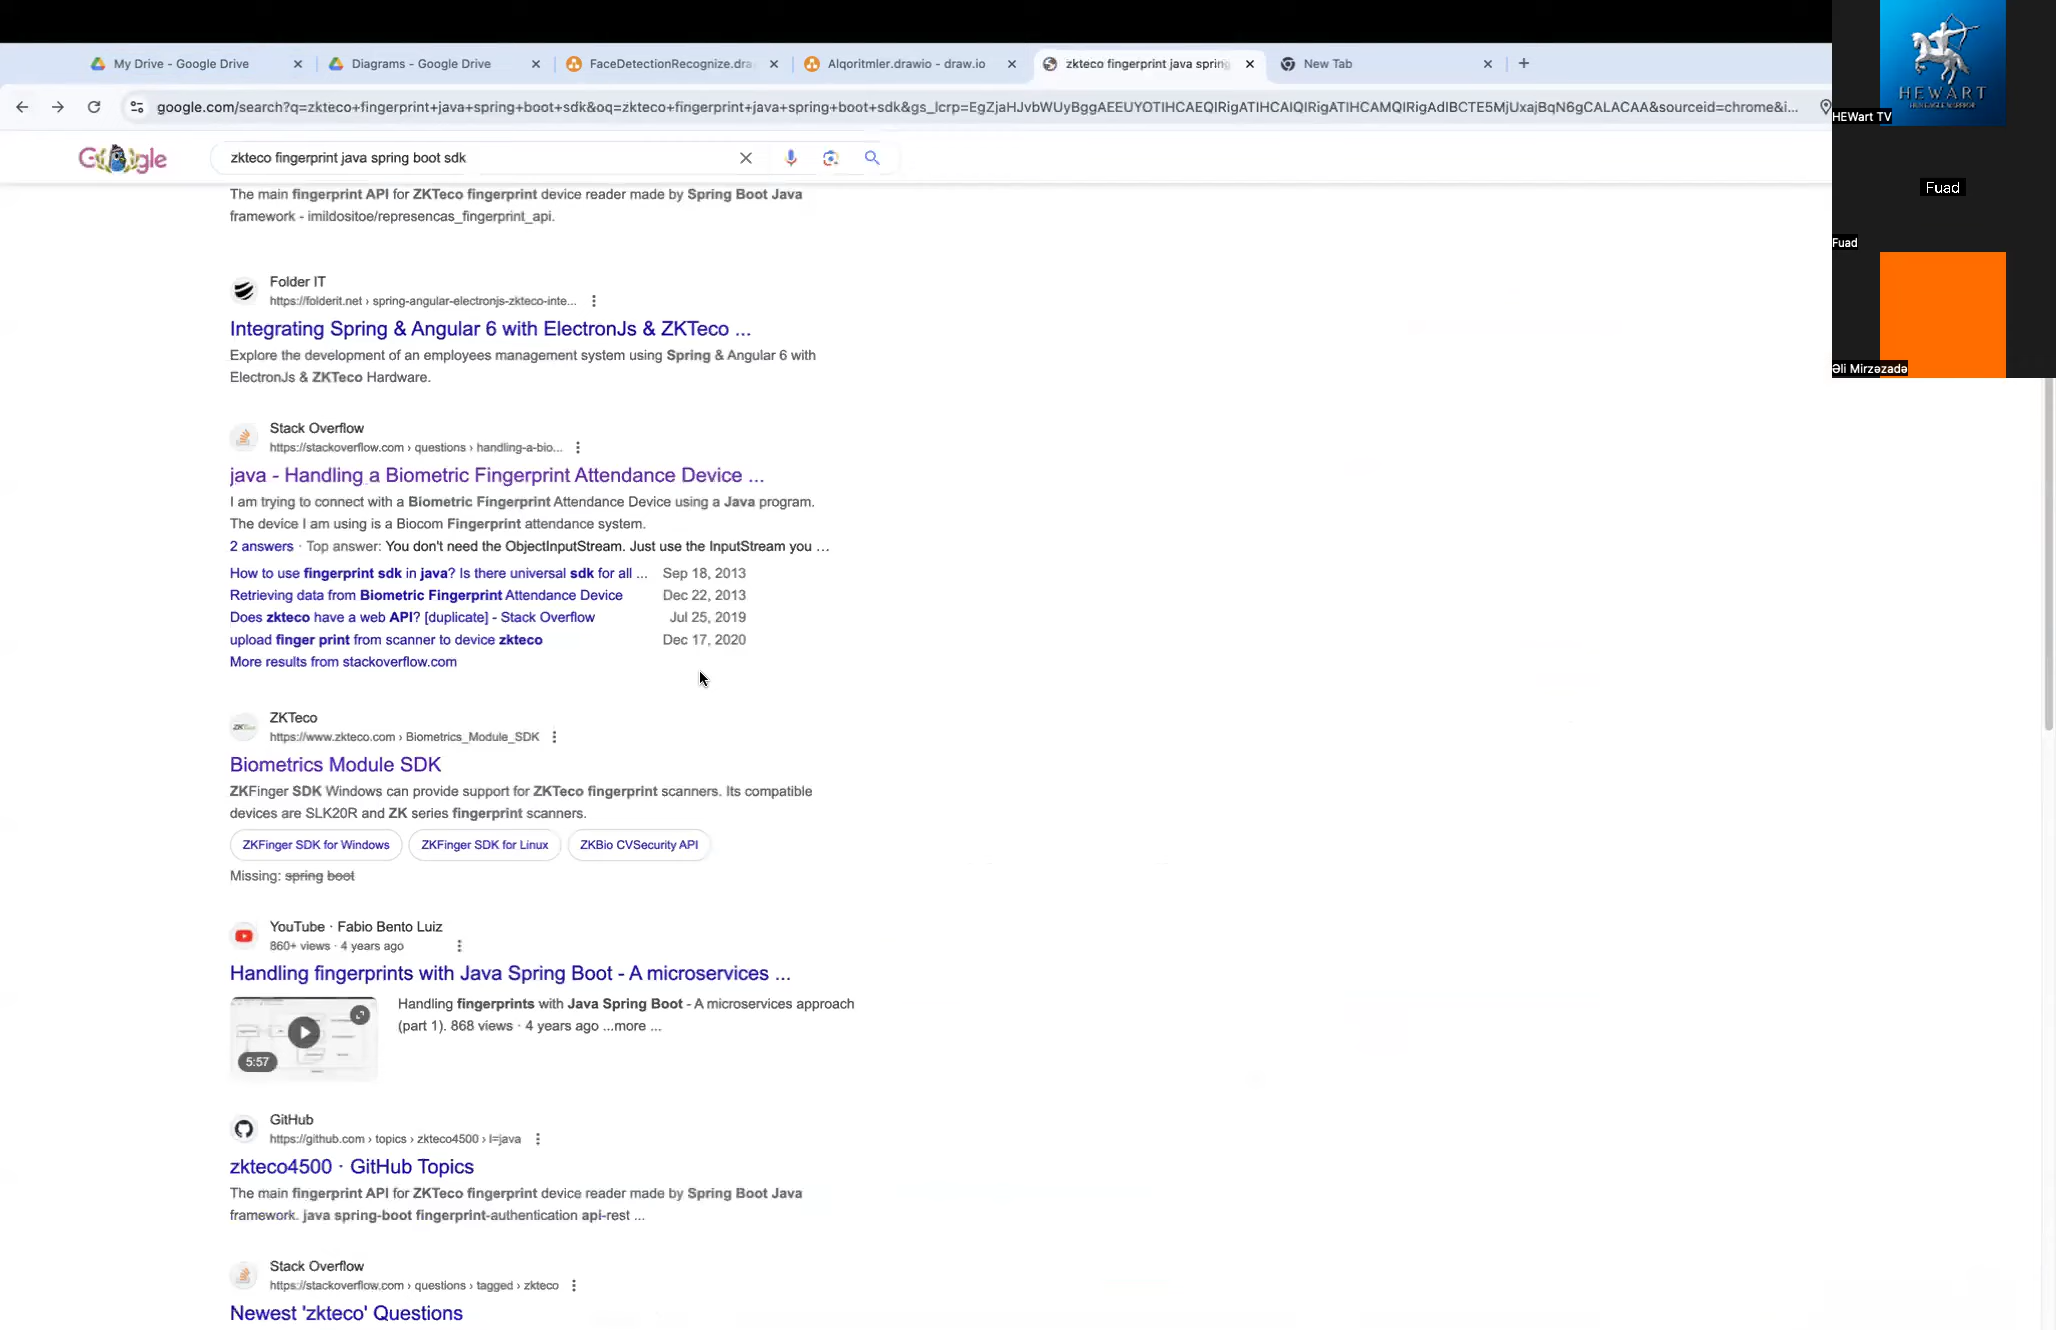 My Drive - Google Drive
Diagrams - Google Drive
FaceDetectionRecognize.dra
Alqoritmler.drawio - draw.io
zkteco fingerprint java spring
New Tab
google.com/search?q=zkteco+fingerprint+java+spring+boot+sdk&oq=zkteco+fingerprint+java+spring+boot+sdk&gs_lcrp=EgZjaHJvbWUyBggAEEUYOTIHCAEQIRigATIHCAIQIRigATIHCAMQIRigAdIBCTE5MjUxajBqN6gCALACAA&sourceid=chrome&i...
HEWART
HEWart TV
Fuad
Fuad
Əli Mirzəzadə
Google
zkteco fingerprint java spring boot sdk
The main fingerprint API for ZKTeco fingerprint device reader made by Spring Boot Java
framework - imildositoe/represencas_fingerprint_api.
Folder IT
https://folderit.net › spring-angular-electronjs-zkteco-inte...
Integrating Spring & Angular 6 with ElectronJs & ZKTeco ...
Explore the development of an employees management system using Spring & Angular 6 with
ElectronJs & ZKTeco Hardware.
Stack Overflow
https://stackoverflow.com › questions › handling-a-bio...
java - Handling a Biometric Fingerprint Attendance Device ...
I am trying to connect with a Biometric Fingerprint Attendance Device using a Java program.
The device I am using is a Biocom Fingerprint attendance system.
2 answers · Top answer: You don't need the ObjectInputStream. Just use the InputStream you ...
How to use fingerprint sdk in java? Is there universal sdk for all ... Sep 18, 2013
Retrieving data from Biometric Fingerprint Attendance Device Dec 22, 2013
Does zkteco have a web API? [duplicate] - Stack Overflow Jul 25, 2019
upload finger print from scanner to device zkteco Dec 17, 2020
More results from stackoverflow.com
ZKTeco
https://www.zkteco.com › Biometrics_Module_SDK
Biometrics Module SDK
ZKFinger SDK Windows can provide support for ZKTeco fingerprint scanners. Its compatible
devices are SLK20R and ZK series fingerprint scanners.
ZKFinger SDK for Windows
ZKFinger SDK for Linux
ZKBio CVSecurity API
Missing: spring boot
YouTube · Fabio Bento Luiz
860+ views · 4 years ago
Handling fingerprints with Java Spring Boot - A microservices ...
Handling fingerprints with Java Spring Boot - A microservices approach
(part 1). 868 views · 4 years ago ...more ...
5:57
GitHub
https://github.com › topics › zkteco4500 › l=java
zkteco4500 · GitHub Topics
The main fingerprint API for ZKTeco fingerprint device reader made by Spring Boot Java
framework. java spring-boot fingerprint-authentication api-rest ...
Stack Overflow
https://stackoverflow.com › questions › tagged › zkteco
Newest 'zkteco' Questions